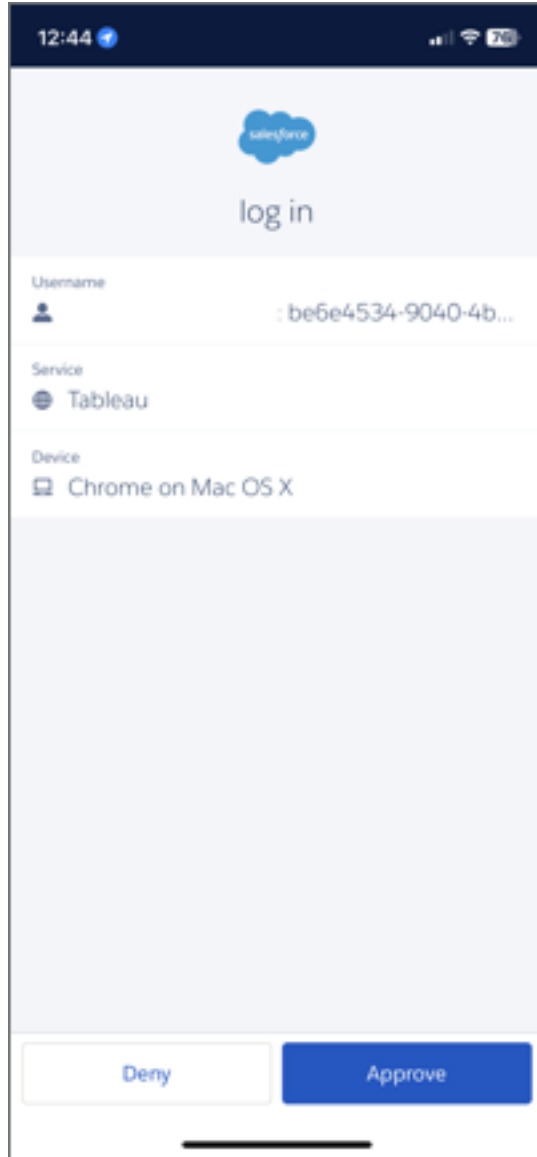 12:44
76
salesforce
log in
Username
: be6e4534-9040-4b...
Service
Tableau
Device
Chrome on Mac OS X
Deny
Approve